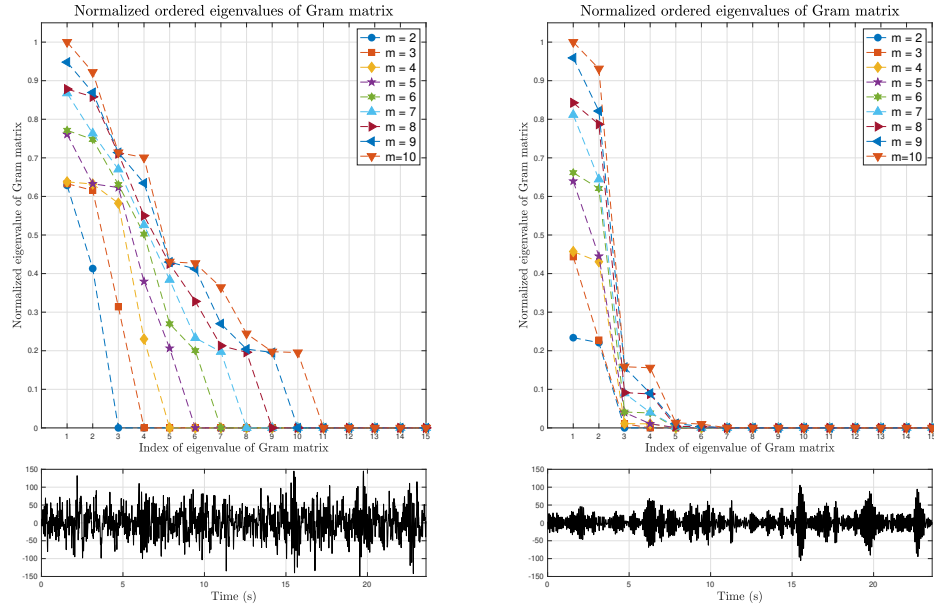 Normalized ordered eigenvalues of Gram matrix
Normalized eigenvalue of Gram matrix
1
0.9
0.8
0.7
0.6
0.5
0.4
0.3
0.2
0.1
0
m = 2
m = 3
m = 4
m = 5
m = 6
m = 7
m = 8
m = 9
m=10
1 2 3 4 5 6 7 8 9 10 11 12 13 14 15
Index of eigenvalue of Gram matrix
150
100
50
0
-50
-100
-150
0 5 10 15 20
Time (s)
Normalized ordered eigenvalues of Gram matrix
Normalized eigenvalue of Gram matrix
1
0.9
0.8
0.7
0.6
0.5
0.4
0.3
0.2
0.1
0
m = 2
m = 3
m = 4
m = 5
m = 6
m = 7
m = 8
m = 9
m=10
1 2 3 4 5 6 7 8 9 10 11 12 13 14 15
Index of eigenvalue of Gram matrix
150
100
50
0
-50
-100
-150
0 5 10 15 20
Time (s)